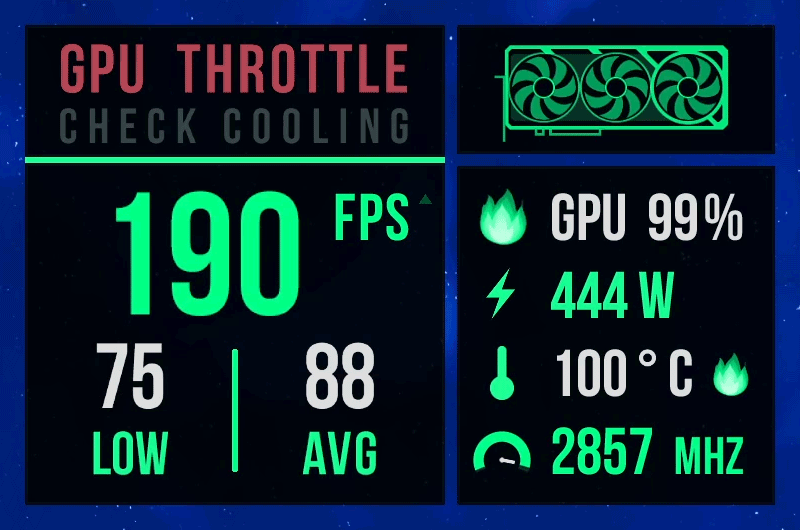 GPU THROTTLE
CHECK COOLING
190 FPS
75
LOW
88
AVG
GPU 99%
444 W
100°C
2857 MHZ